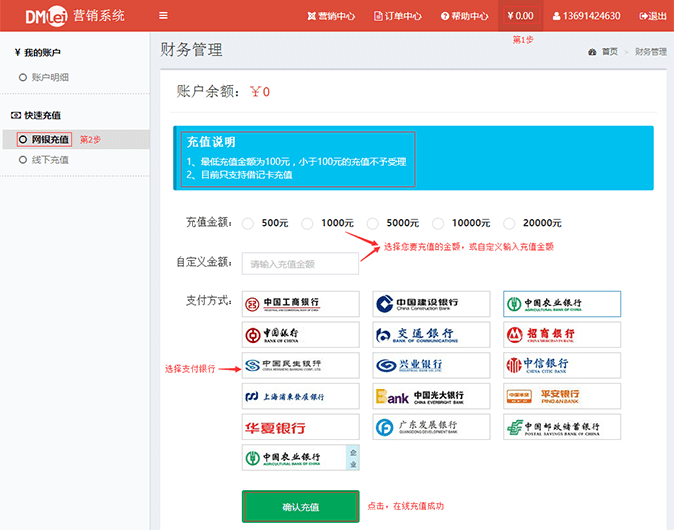 DMLei 营销系统
营销中心 订单中心 帮助中心 ¥ 0.00 13691424630 退出
第1步
¥ 我的账户
账户明细
快速充值
网银充值 第2步
线下充值
财务管理
首页 > 财务管理
账户余额：￥0
充值说明
1、最低充值金额为100元，小于100元的充值不予受理
2、目前只支持借记卡充值
充值金额： 500元 1000元 5000元 10000元 20000元
选择您要充值的金额，或自定义输入充值金额
自定义金额： 请输入充值金额
支付方式：
中国工商银行 中国建设银行 China Construction Bank 中国农业银行 AGRICULTURAL BANK OF CHINA
中国银行 BANK OF CHINA 交通银行 BANK OF COMMUNICATIONS 招商银行 CHINA MERCHANTS BANK
选择支付银行
中国民生银行 CHINA MINSHENG BANKING CORP., LTD. 兴业银行 中信银行 CHINA CITIC BANK
上海浦东发展银行 Bank 中国光大银行 CHINA EVERBRIGHT BANK 中国平安 平安银行 PINGAN BANK
华夏银行 广东发展银行 GUANGDONG DEVELOPMENT BANK 中国邮政储蓄银行 POSTAL SAVINGS BANK OF CHINA
中国农业银行 AGRICULTURAL BANK OF CHINA 企业
确认充值 点击，在线充值成功